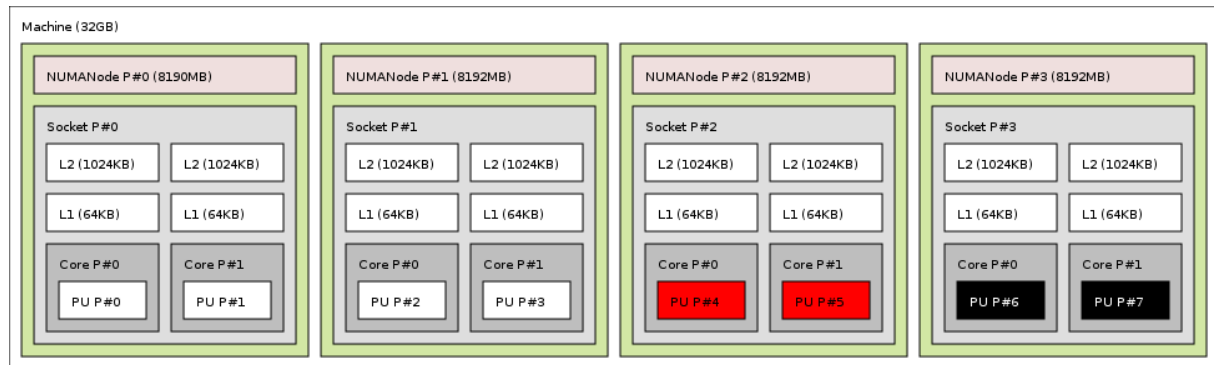 Machine (32GB)
NUMANode P#0 (8190MB)
Socket P#0
L2 (1024KB) L2 (1024KB)
L1 (64KB) L1 (64KB)
Core P#0 Core P#1
PU P#0 PU P#1
NUMANode P#1 (8192MB)
Socket P#1
L2 (1024KB) L2 (1024KB)
L1 (64KB) L1 (64KB)
Core P#0 Core P#1
PU P#2 PU P#3
NUMANode P#2 (8192MB)
Socket P#2
L2 (1024KB) L2 (1024KB)
L1 (64KB) L1 (64KB)
Core P#0 Core P#1
PU P#4 PU P#5
NUMANode P#3 (8192MB)
Socket P#3
L2 (1024KB) L2 (1024KB)
L1 (64KB) L1 (64KB)
Core P#0 Core P#1
PU P#6 PU P#7